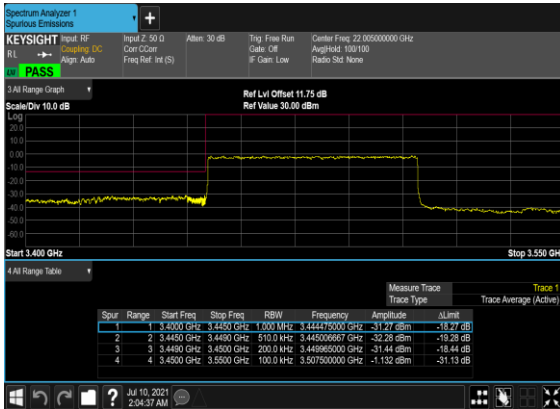 Spectrum Analyzer 1
Spurious Emissions
KEYSIGHT Input: RF Input Z: 50 Ω Atten: 30 dB Trig: Free Run Center Freq: 22.005000000 GHz
RL Coupling: DC Corr CCorr Gate: Off Avg|Hold: 100/100
Align: Auto Freq Ref: Int (S) IF Gain: Low Radio Std: None
LXI PASS
3 All Range Graph
Ref Lvl Offset 11.75 dB
Scale/Div 10.0 dB Ref Value 30.00 dBm
Log
20.0
10.0
0.00
-10.0
-20.0
-30.0
-40.0
-50.0
-60.0
Start 3.400 GHz Stop 3.550 GH
4 All Range Table
Measure Trace Trace 1
Trace Type Trace Average (Active)
Spur Range Start Freq Stop Freq RBW Frequency Amplitude ΔLimit
1 1 3.4000 GHz 3.4450 GHz 1.000 MHz 3.444475000 GHz -31.27 dBm -18.27 dB
2 2 3.4450 GHz 3.4490 GHz 510.0 kHz 3.445006667 GHz -32.28 dBm -19.28 dB
3 3 3.4490 GHz 3.4500 GHz 200.0 kHz 3.449965000 GHz -31.44 dBm -18.44 dB
4 4 3.4500 GHz 3.5500 GHz 100.0 kHz 3.507500000 GHz -1.132 dBm -31.13 dB
? Jul 10, 2021
2:04:37 AM